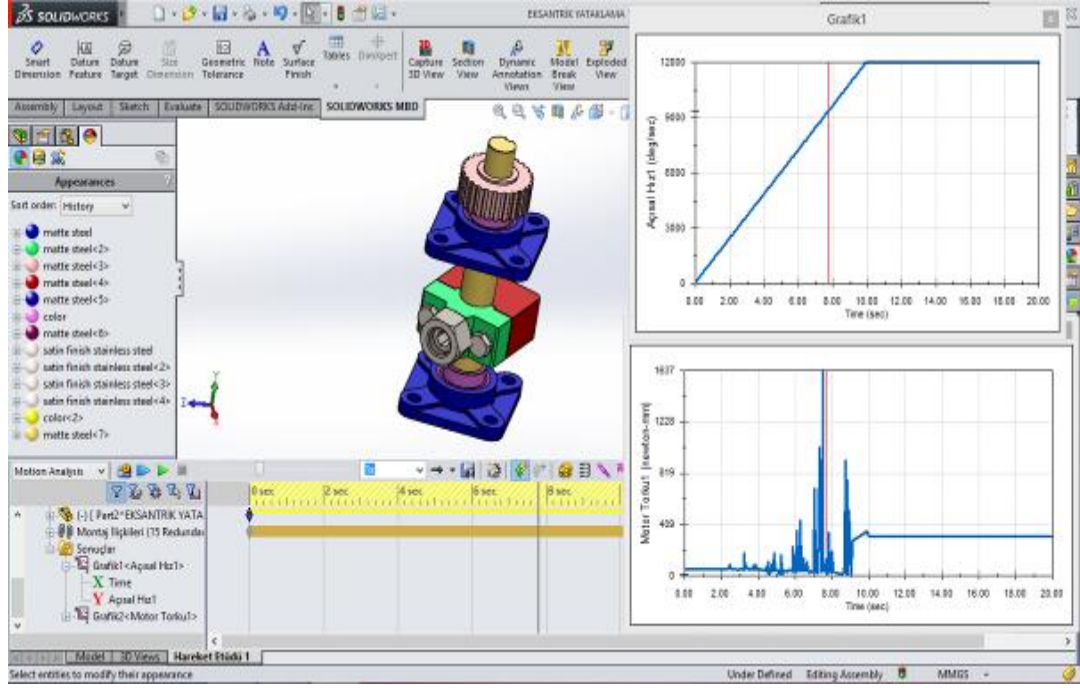 SOLIDWORKS
EKSANTRİK YATAKLAMA
Smart Dimension
Datum Feature
Datum Target
Size Dimension
Geometric Tolerance
Note
Surface Finish
Tables
DimXpert
Capture 3D View
Section View
Dynamic Annotation Views
Model Break View
Exploded View
Assembly Layout Sketch Evaluate SOLIDWORKS Add-Ins SOLIDWORKS MBD
Appearances
Sort order: History
matte steel
matte steel<2>
matte steel<3>
matte steel<4>
matte steel<5>
color
matte steel<6>
satin finish stainless steel
satin finish stainless steel<2>
satin finish stainless steel<3>
satin finish stainless steel<4>
color<2>
matte steel<7>
Grafik1
12000
9000
6000
3000
0
Açısal Hız1 (deg/sec)
0.00 2.00 4.00 6.00 8.00 10.00 12.00 14.00 16.00 18.00 20.00
Time (sec)
1637
1228
819
409
0
Motor Torku1 (newton-mm)
0.00 2.00 4.00 6.00 8.00 10.00 12.00 14.00 16.00 18.00 20.00
Time (sec)
Motion Analysis
0 sec 2 sec 4 sec 6 sec 8 sec
(-) [ Part2^EKSANTRIK YATA
Montaj İlişkileri (15 Redundan
Sonuçlar
Grafik1<Açısal Hız1>
X Time
Y Açısal Hız1
Grafik2<Motor Torku1>
Model 3D Views Hareket Etüdü 1
Select entities to modify their appearance
Under Defined Editing Assembly MMGS